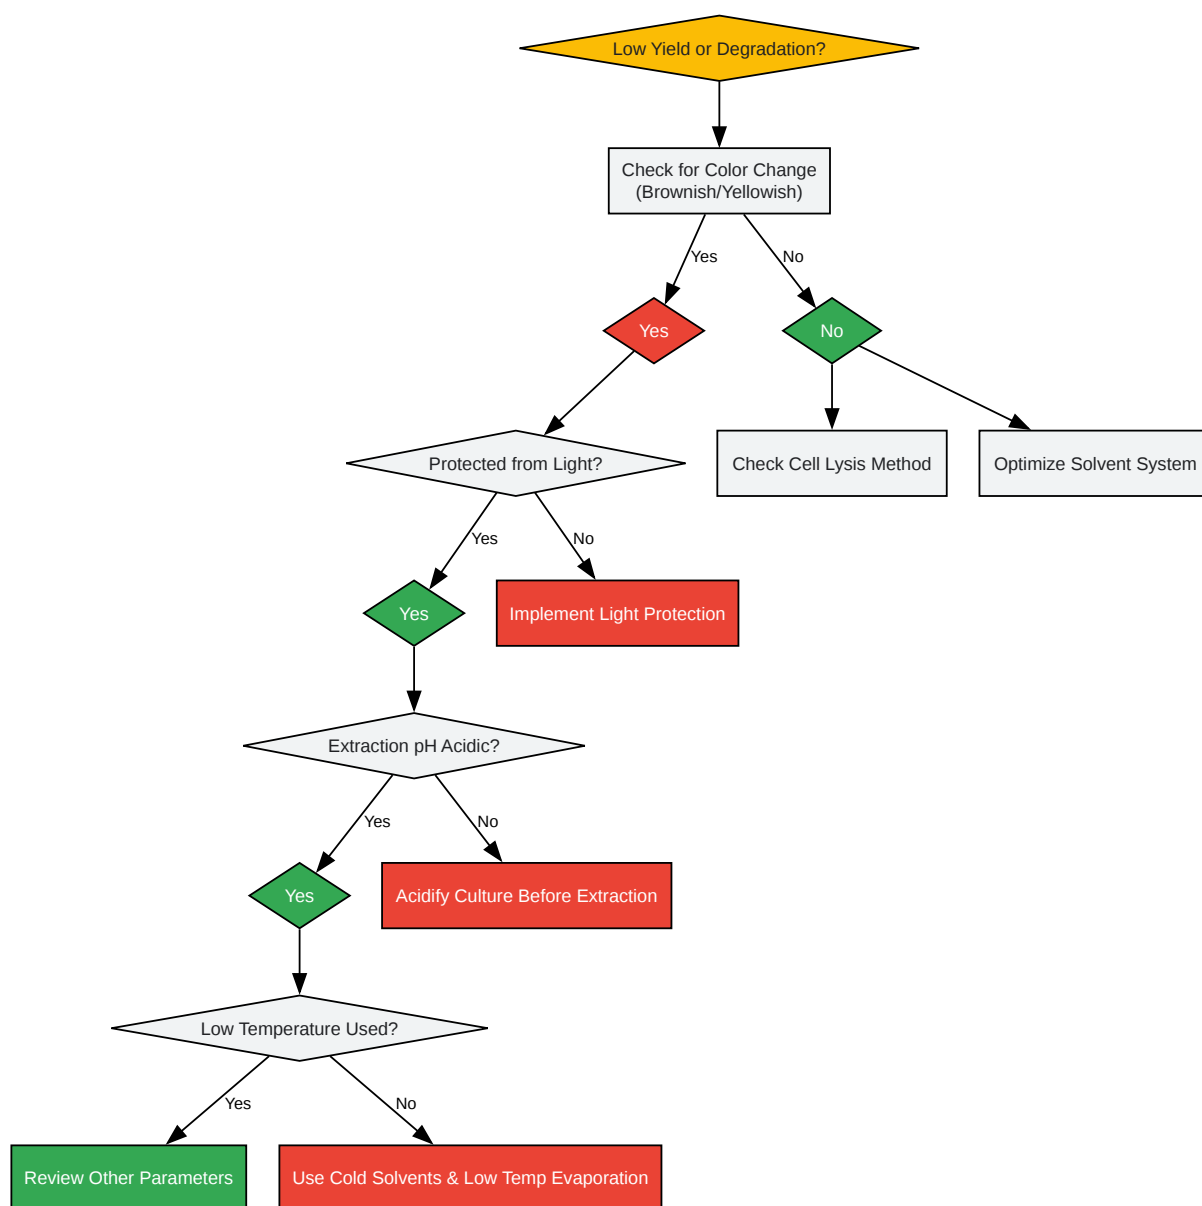 Low Yield or Degradation?
Check for Color Change
(Brownish/Yellowish)
Yes
No
Yes
No
Protected from Light?
Check Cell Lysis Method
Optimize Solvent System
Yes
No
Yes
Implement Light Protection
Extraction pH Acidic?
Yes
No
Yes
Acidify Culture Before Extraction
Low Temperature Used?
Yes
No
Review Other Parameters
Use Cold Solvents & Low Temp Evaporation